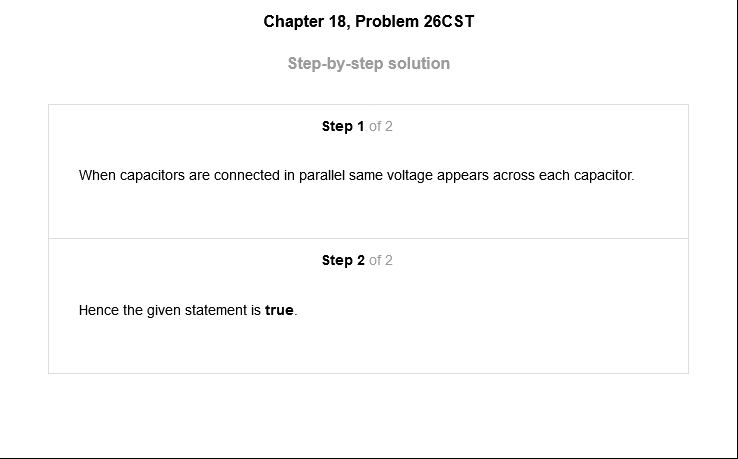 Chapter 18, Problem 26CST
Step-by-step solution
Step 1 of 2
When capacitors are connected in parallel same voltage appears across each capacitor.
Step 2 of 2
Hence the given statement is true.